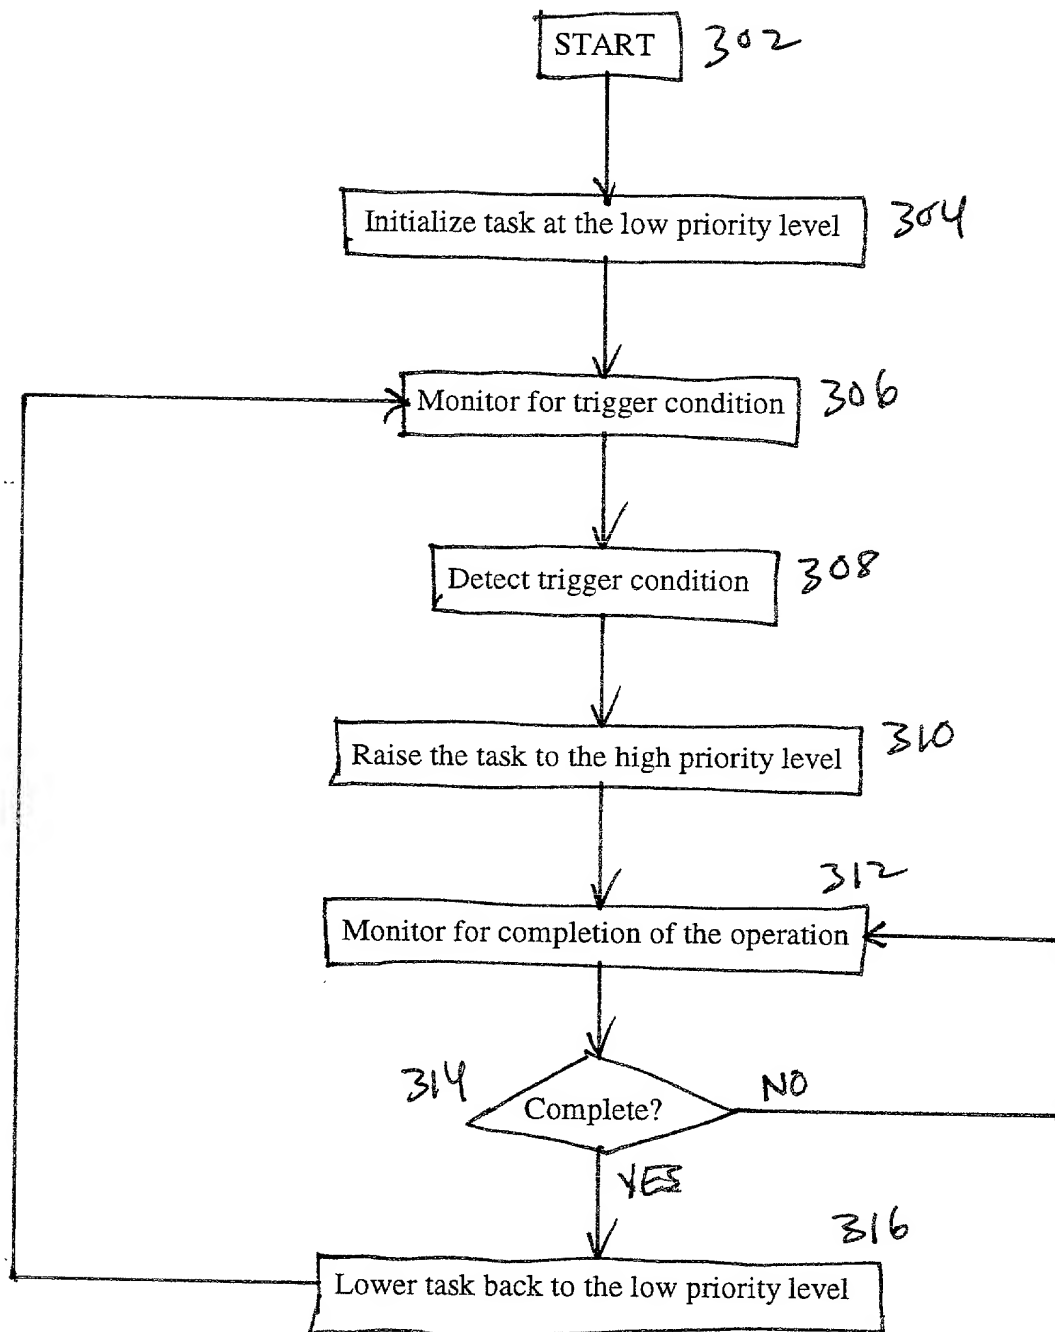 START 302
Initialize task at the low priority level 304
Monitor for trigger condition 306
Detect trigger condition 308
Raise the task to the high priority level 310
312
Monitor for completion of the operation
314 Complete? NO
YES
316
Lower task back to the low priority level